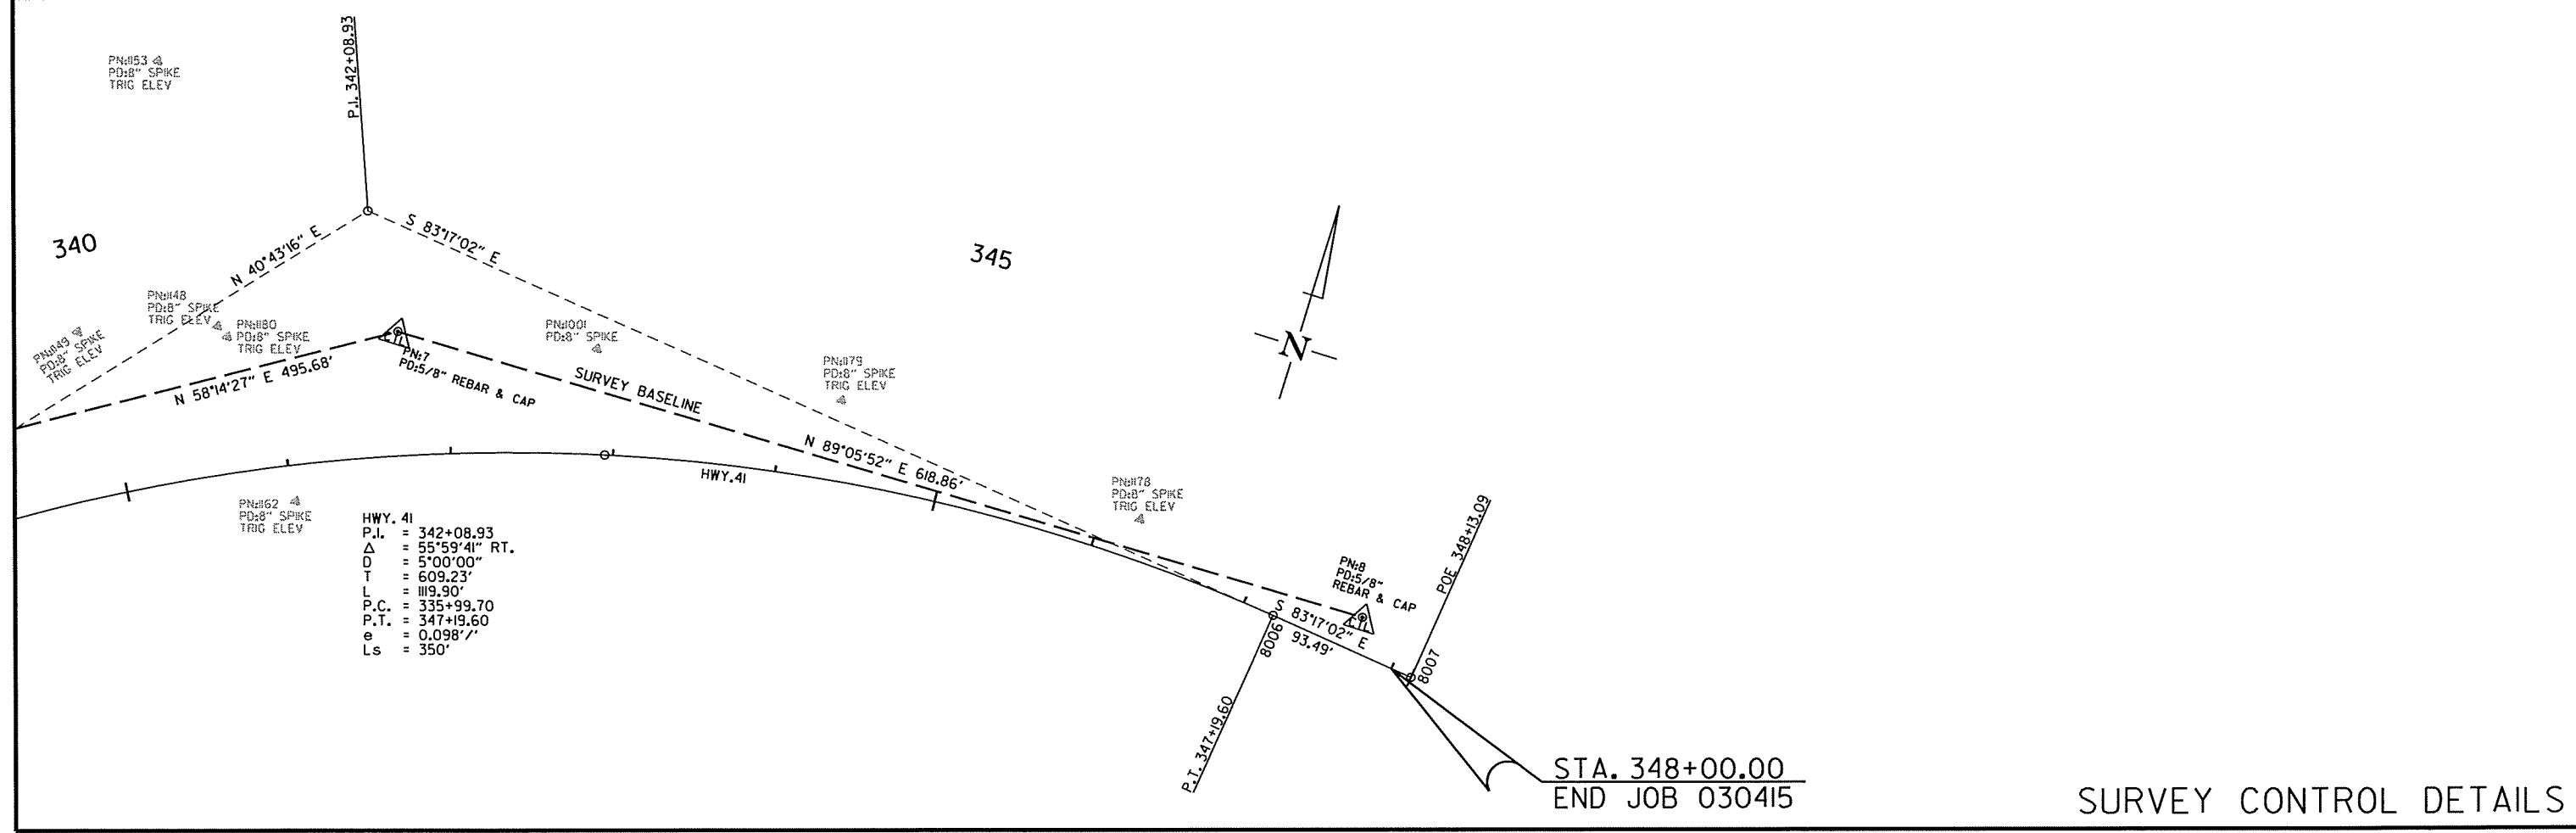 PN:1153
PD:8" SPIKE
TRIG ELEV
P.I. 342+08.93
340
N 40°43'16" E
S 83°17'02" E
345
PN:1148
PD:8" SPIKE
TRIG ELEV
PN:1149
PD:8" SPIKE
TRIG ELEV
PN:1180
PD:8" SPIKE
TRIG ELEV
N 58°14'27" E 495.68'
CTL
PN:7
PD:5/8" REBAR & CAP
PN:1001
PD:8" SPIKE
SURVEY BASELINE
PN:1179
PD:8" SPIKE
TRIG ELEV
N
N 89°05'52" E 618.86'
HWY.41
PN:1162
PD:8" SPIKE
TRIG ELEV
HWY. 41
P.I. = 342+08.93
Δ = 55°59'41" RT.
D = 5°00'00"
T = 609.23'
L = 1119.90'
P.C. = 335+99.70
P.T. = 347+19.60
e = 0.098'/'
Ls = 350'
PN:1178
PD:8" SPIKE
TRIG ELEV
PN:8
PD:5/8"
REBAR & CAP
CTL
POE 348+13.09
S 83°17'02" E
93.49'
8006
8007
P.T. 347+19.60
STA. 348+00.00
END JOB 030415
SURVEY CONTROL DETAILS